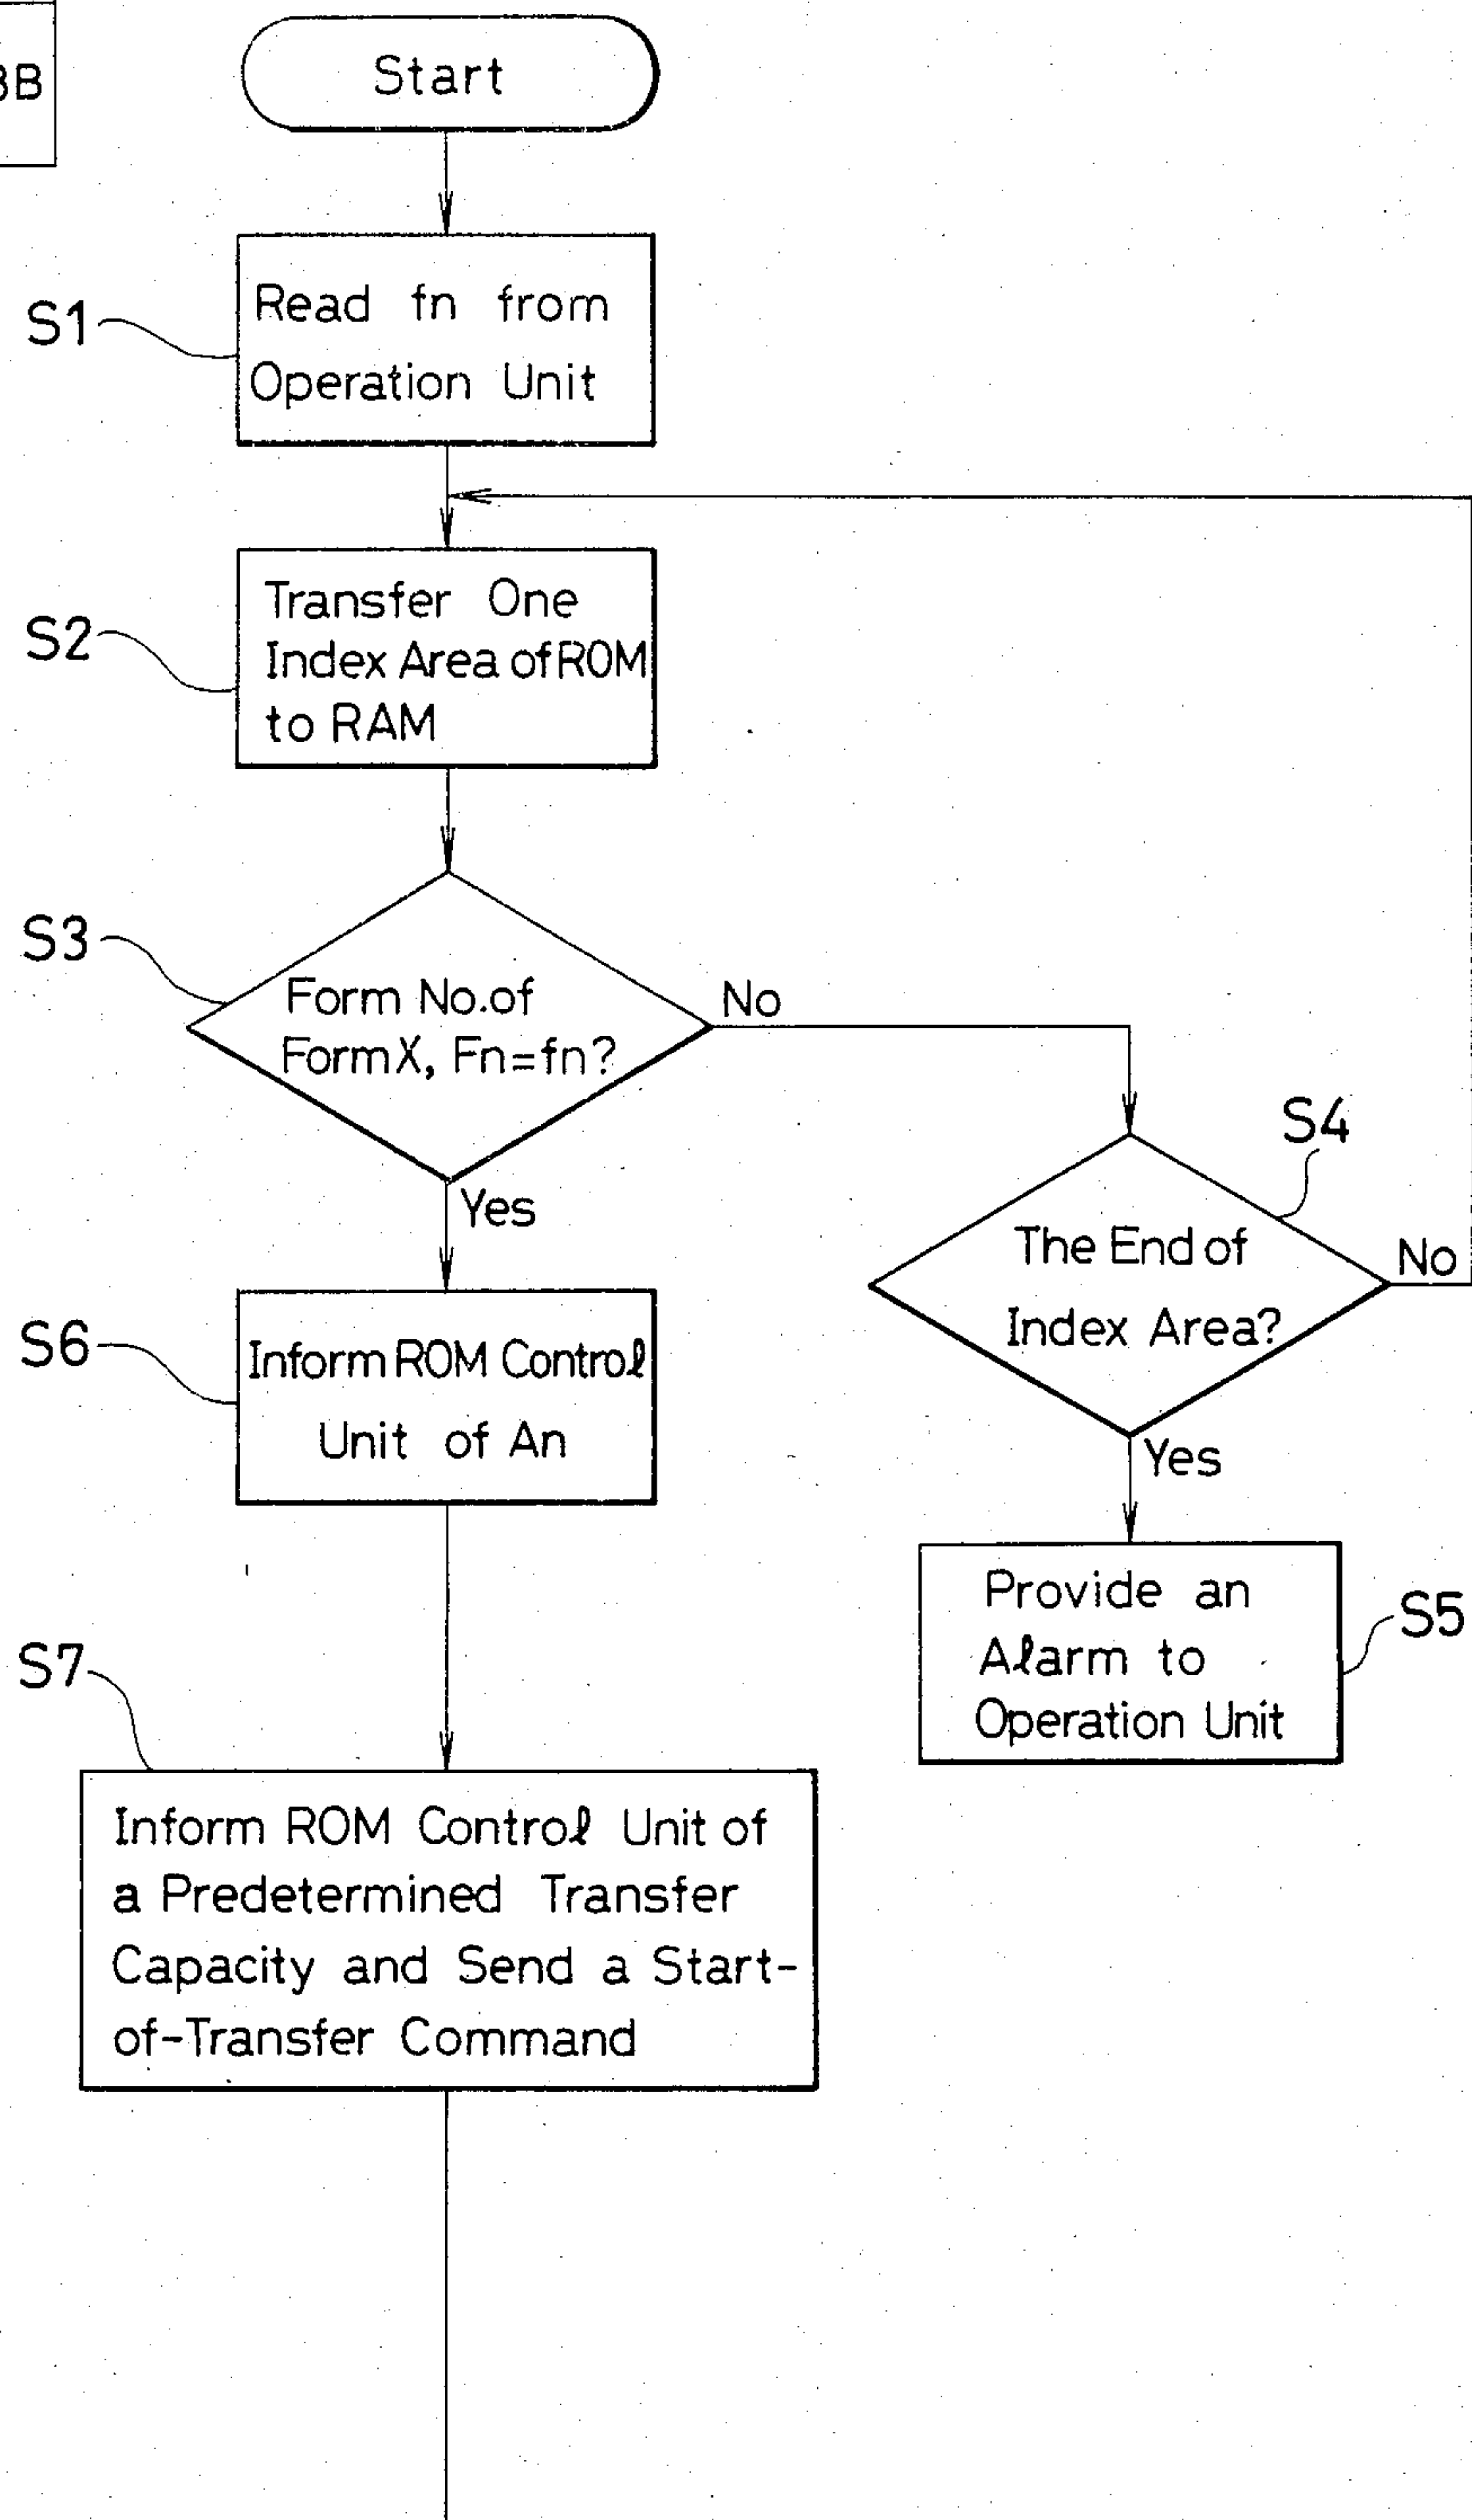 3B
Start
S1
Read fn from
Operation Unit
S2
Transfer One
Index Area of ROM
to RAM
S3
Form No. of
Form X, Fn=fn?
No
Yes
S4
The End of
Index Area?
No
Yes
S6
Inform ROM Control
Unit of An
Provide an
Alarm to
Operation Unit
S5
S7
Inform ROM Control Unit of
a Predetermined Transfer
Capacity and Send a Start-
of-Transfer Command